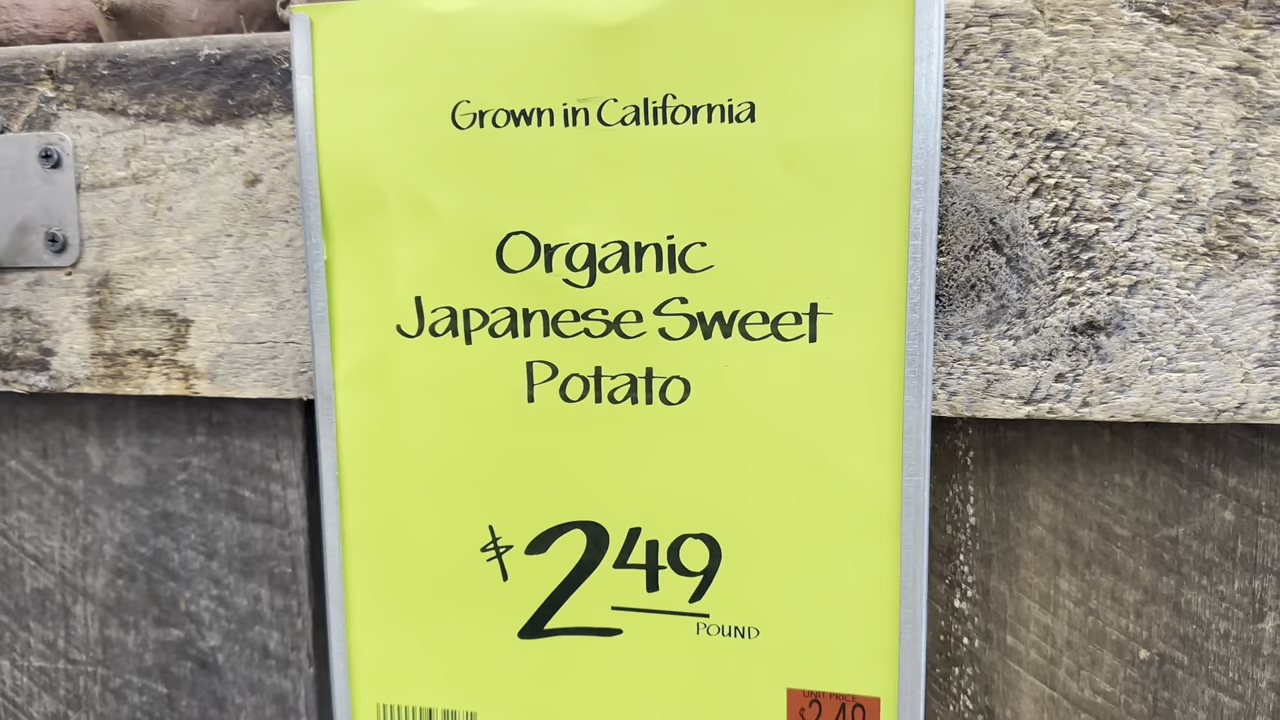 Grown in California
Organic
Japanese Sweet
Potato
$2.49
POUND
UNIT PRICE
$2.49